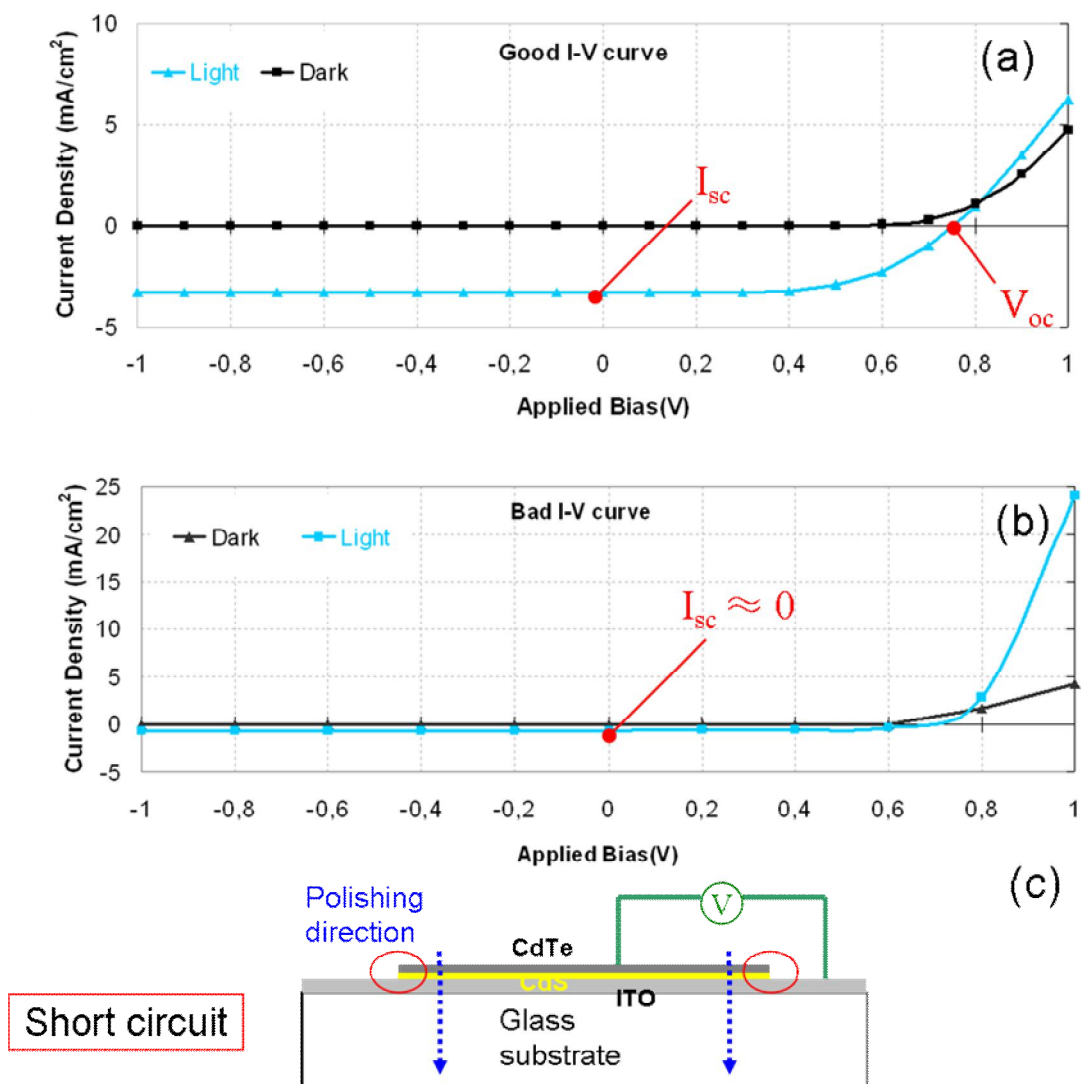 Good I-V curve
(a)
Light Dark
Current Density (mA/cm²)
10
5
0
-5
I_sc
V_oc
-1 -0,8 -0,6 -0,4 -0,2 0 0,2 0,4 0,6 0,8 1
Applied Bias(V)
Bad I-V curve
(b)
Dark Light
Current Density (mA/cm²)
25
20
15
10
5
0
-5
I_sc ≈ 0
-1 -0,8 -0,6 -0,4 -0,2 0 0,2 0,4 0,6 0,8 1
Applied Bias(V)
(c)
Polishing
direction
V
CdTe
CdS
ITO
Short circuit
Glass
substrate